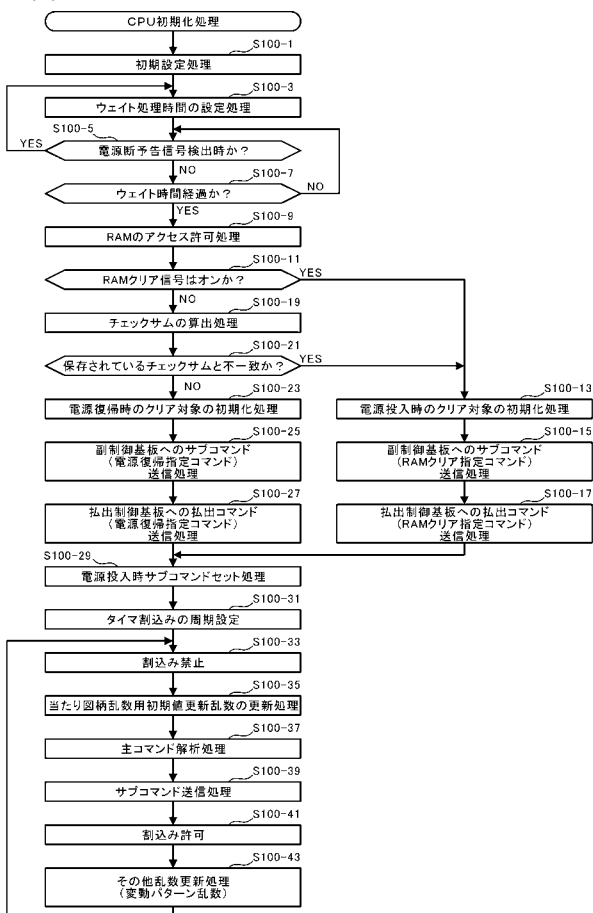 CPU初期化処理
S100-1
初期設定処理
S100-3
ウェイト処理時間の設定処理
S100-5
YES
電源断予告信号検出時か？
NO
S100-7
ウェイト時間経過か？
NO
YES
S100-9
RAMのアクセス許可処理
S100-11
RAMクリア信号はオンか？
YES
NO
S100-19
チェックサムの算出処理
S100-21
保存されているチェックサムと不一致か？
YES
NO
S100-23
電源復帰時のクリア対象の初期化処理
S100-13
電源投入時のクリア対象の初期化処理
S100-25
副制御基板へのサブコマンド
（電源復帰指定コマンド）
送信処理
S100-15
副制御基板へのサブコマンド
（RAMクリア指定コマンド）
送信処理
S100-27
払出制御基板への払出コマンド
（電源復帰指定コマンド）
送信処理
S100-17
払出制御基板への払出コマンド
（RAMクリア指定コマンド）
送信処理
S100-29
電源投入時サブコマンドセット処理
S100-31
タイマ割込みの周期設定
S100-33
割込み禁止
S100-35
当たり図柄乱数用初期値更新乱数の更新処理
S100-37
主コマンド解析処理
S100-39
サブコマンド送信処理
S100-41
割込み許可
S100-43
その他乱数更新処理
（変動パターン乱数）